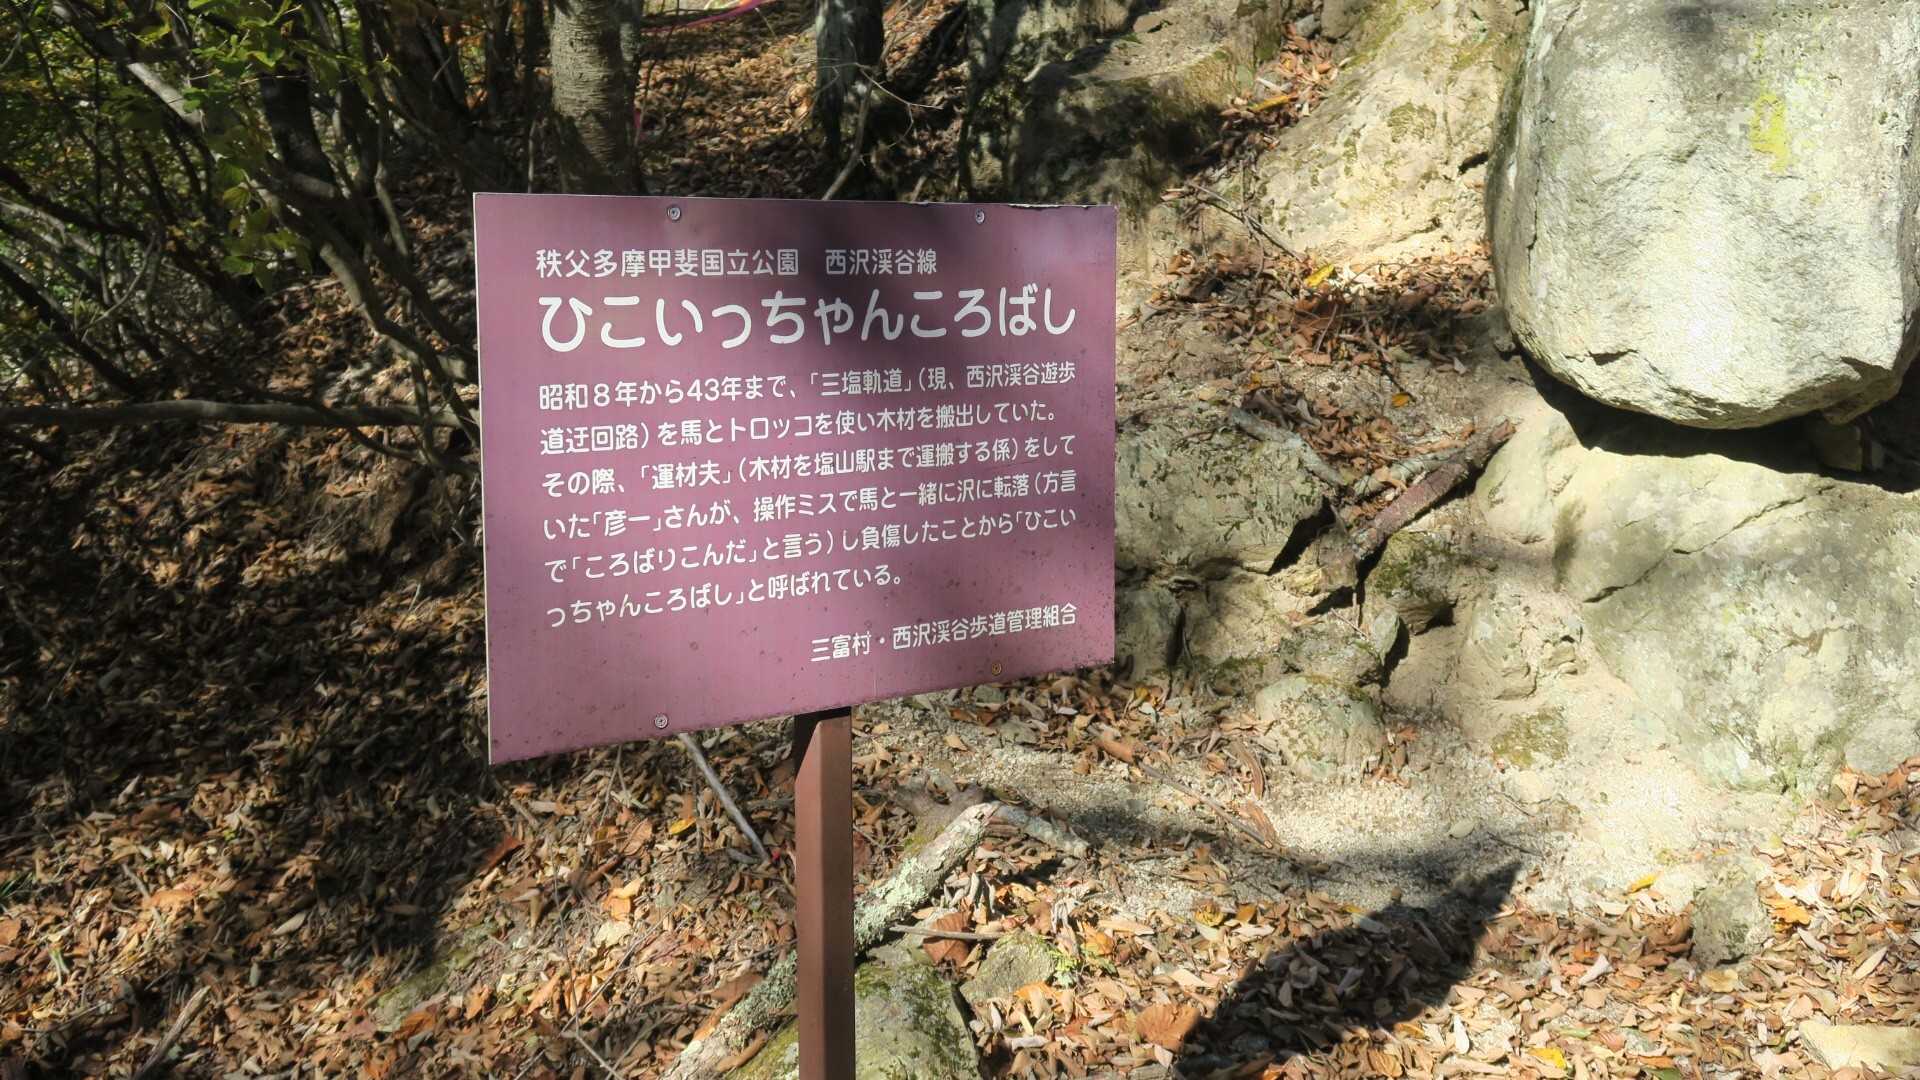 秩父多摩甲斐国立公園　西沢渓谷線
ひこいっちゃんころばし
昭和８年から43年まで、「三塩軌道」（現、西沢渓谷遊歩
道迂回路）を馬とトロッコを使い木材を搬出していた。
その際、「運材夫」（木材を塩山駅まで運搬する係）をして
いた「彦一」さんが、操作ミスで馬と一緒に沢に転落（方言
で「ころばりこんだ」と言う）し負傷したことから「ひこい
っちゃんころばし」と呼ばれている。
三富村・西沢渓谷歩道管理組合